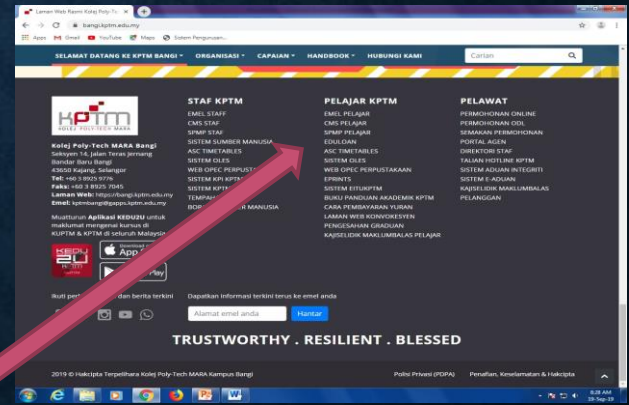 Laman Web Rasmi Kolej Poly-Te
bangi.kptm.edu.my
Apps Gmail YouTube Maps Sistem Pengurusan...
SELAMAT DATANG KE KPTM BANGI ORGANISASI CAPAIAN HANDBOOK HUBUNGI KAMI Carian
KPTM
KOLEJ POLY-TECH MARA
Kolej Poly-Tech MARA Bangi
Seksyen 14, Jalan Teras Jernang
Bandar Baru Bangi
43650 Kajang, Selangor
Tel: +60 3 8925 9776
Faks: +60 3 8925 7045
Laman Web: https://bangi.kptm.edu.my
Emel: kptmbangi@gapps.kptm.edu.my
Muatturun Aplikasi KEDU2U untuk
maklumat mengenai kursus di
KUPTM & KPTM di seluruh Malaysia
KEDU
2U
Download on the
App
Play
STAF KPTM
EMEL STAFF
CMS STAF
SPMP STAF
SISTEM SUMBER MANUSIA
ASC TIMETABLES
SISTEM OLES
WEB OPEC PERPUST
SISTEM KPI KPTM
SISTEM KPTM
TEMPAH
MANUSIA
PELAJAR KPTM
EMEL PELAJAR
CMS PELAJAR
SPMP PELAJAR
EDULOAN
ASC TIMETABLES
SISTEM OLES
WEB OPEC PERPUSTAKAAN
EPRINTS
SISTEM EITUKPTM
BUKU PANDUAN AKADEMIK KPTM
CARA PEMBAYARAN YURAN
LAMAN WEB KONVOKESYEN
PENGESAHAN GRADUAN
KAJISELIDIK MAKLUMBALAS PELAJAR
PELAWAT
PERMOHONAN ONLINE
PERMOHONAN ODL
SEMAKAN PERMOHONAN
PORTAL AGEN
DIREKTORI STAF
TALIAN HOTLINE KPTM
SISTEM ADUAN INTEGRITI
SISTEM E-ADUAN
KAJISELIDIK MAKLUMBALAS
PELANGGAN
Ikuti dan berita terkini
Dapatkan informasi terkini terus ke emel anda
Alamat emel anda Hantar
TRUSTWORTHY . RESILIENT . BLESSED
2019 © Hakcipta Terpelihara Kolej Poly-Tech MARA Kampus Bangi Polisi Privasi (PDPA) Penafian, Keselamatan & Hakcipta
8:28 AM
19-Sep-19